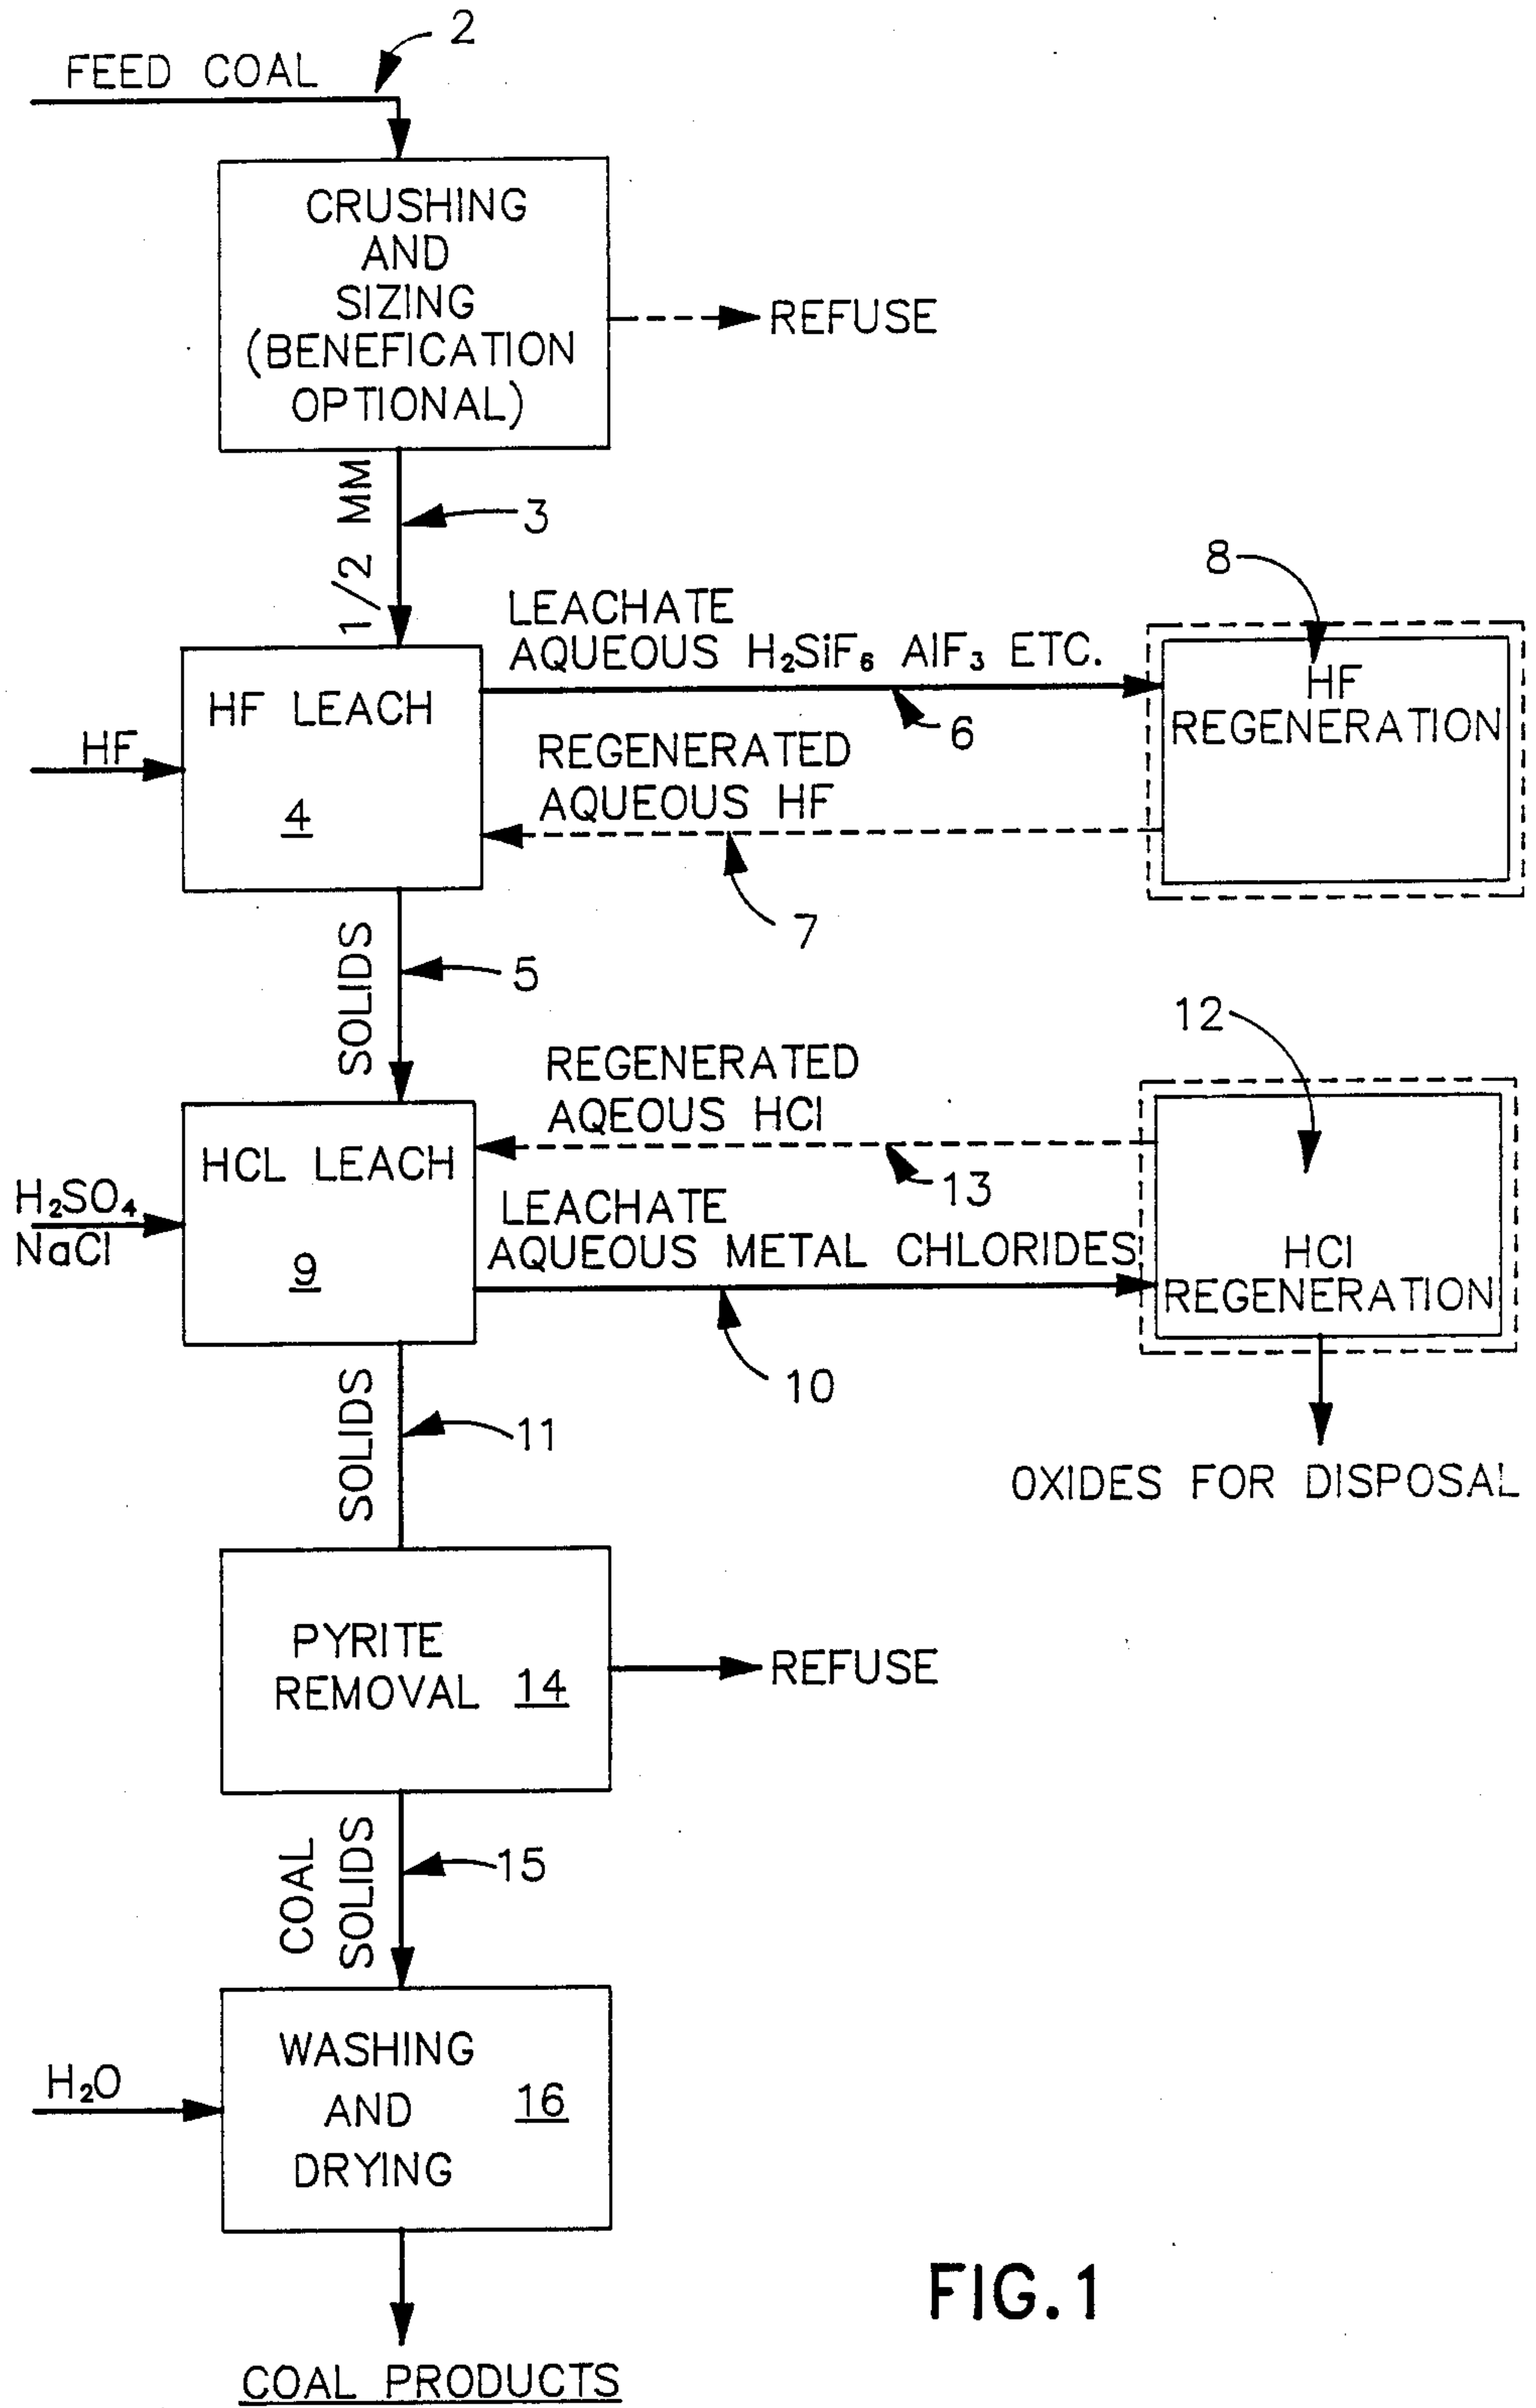 2
FEED COAL
CRUSHING
AND
SIZING
(BENEFICATION
OPTIONAL)
REFUSE
1/2 MM
3
8
LEACHATE
AQUEOUS H₂SiF₆ AlF₃ ETC.
HF
REGENERATION
6
HF LEACH
4
HF
REGENERATED
AQUEOUS HF
7
SOLIDS
5
12
REGENERATED
AQEOUS HCl
13
HCL LEACH
9
H₂SO₄
NaCl
LEACHATE
AQUEOUS METAL CHLORIDES
HCl
REGENERATION
10
SOLIDS
11
OXIDES FOR DISPOSAL
PYRITE
REMOVAL 14
REFUSE
COAL
SOLIDS
15
WASHING
AND
DRYING
16
H₂O
FIG.1
COAL PRODUCTS